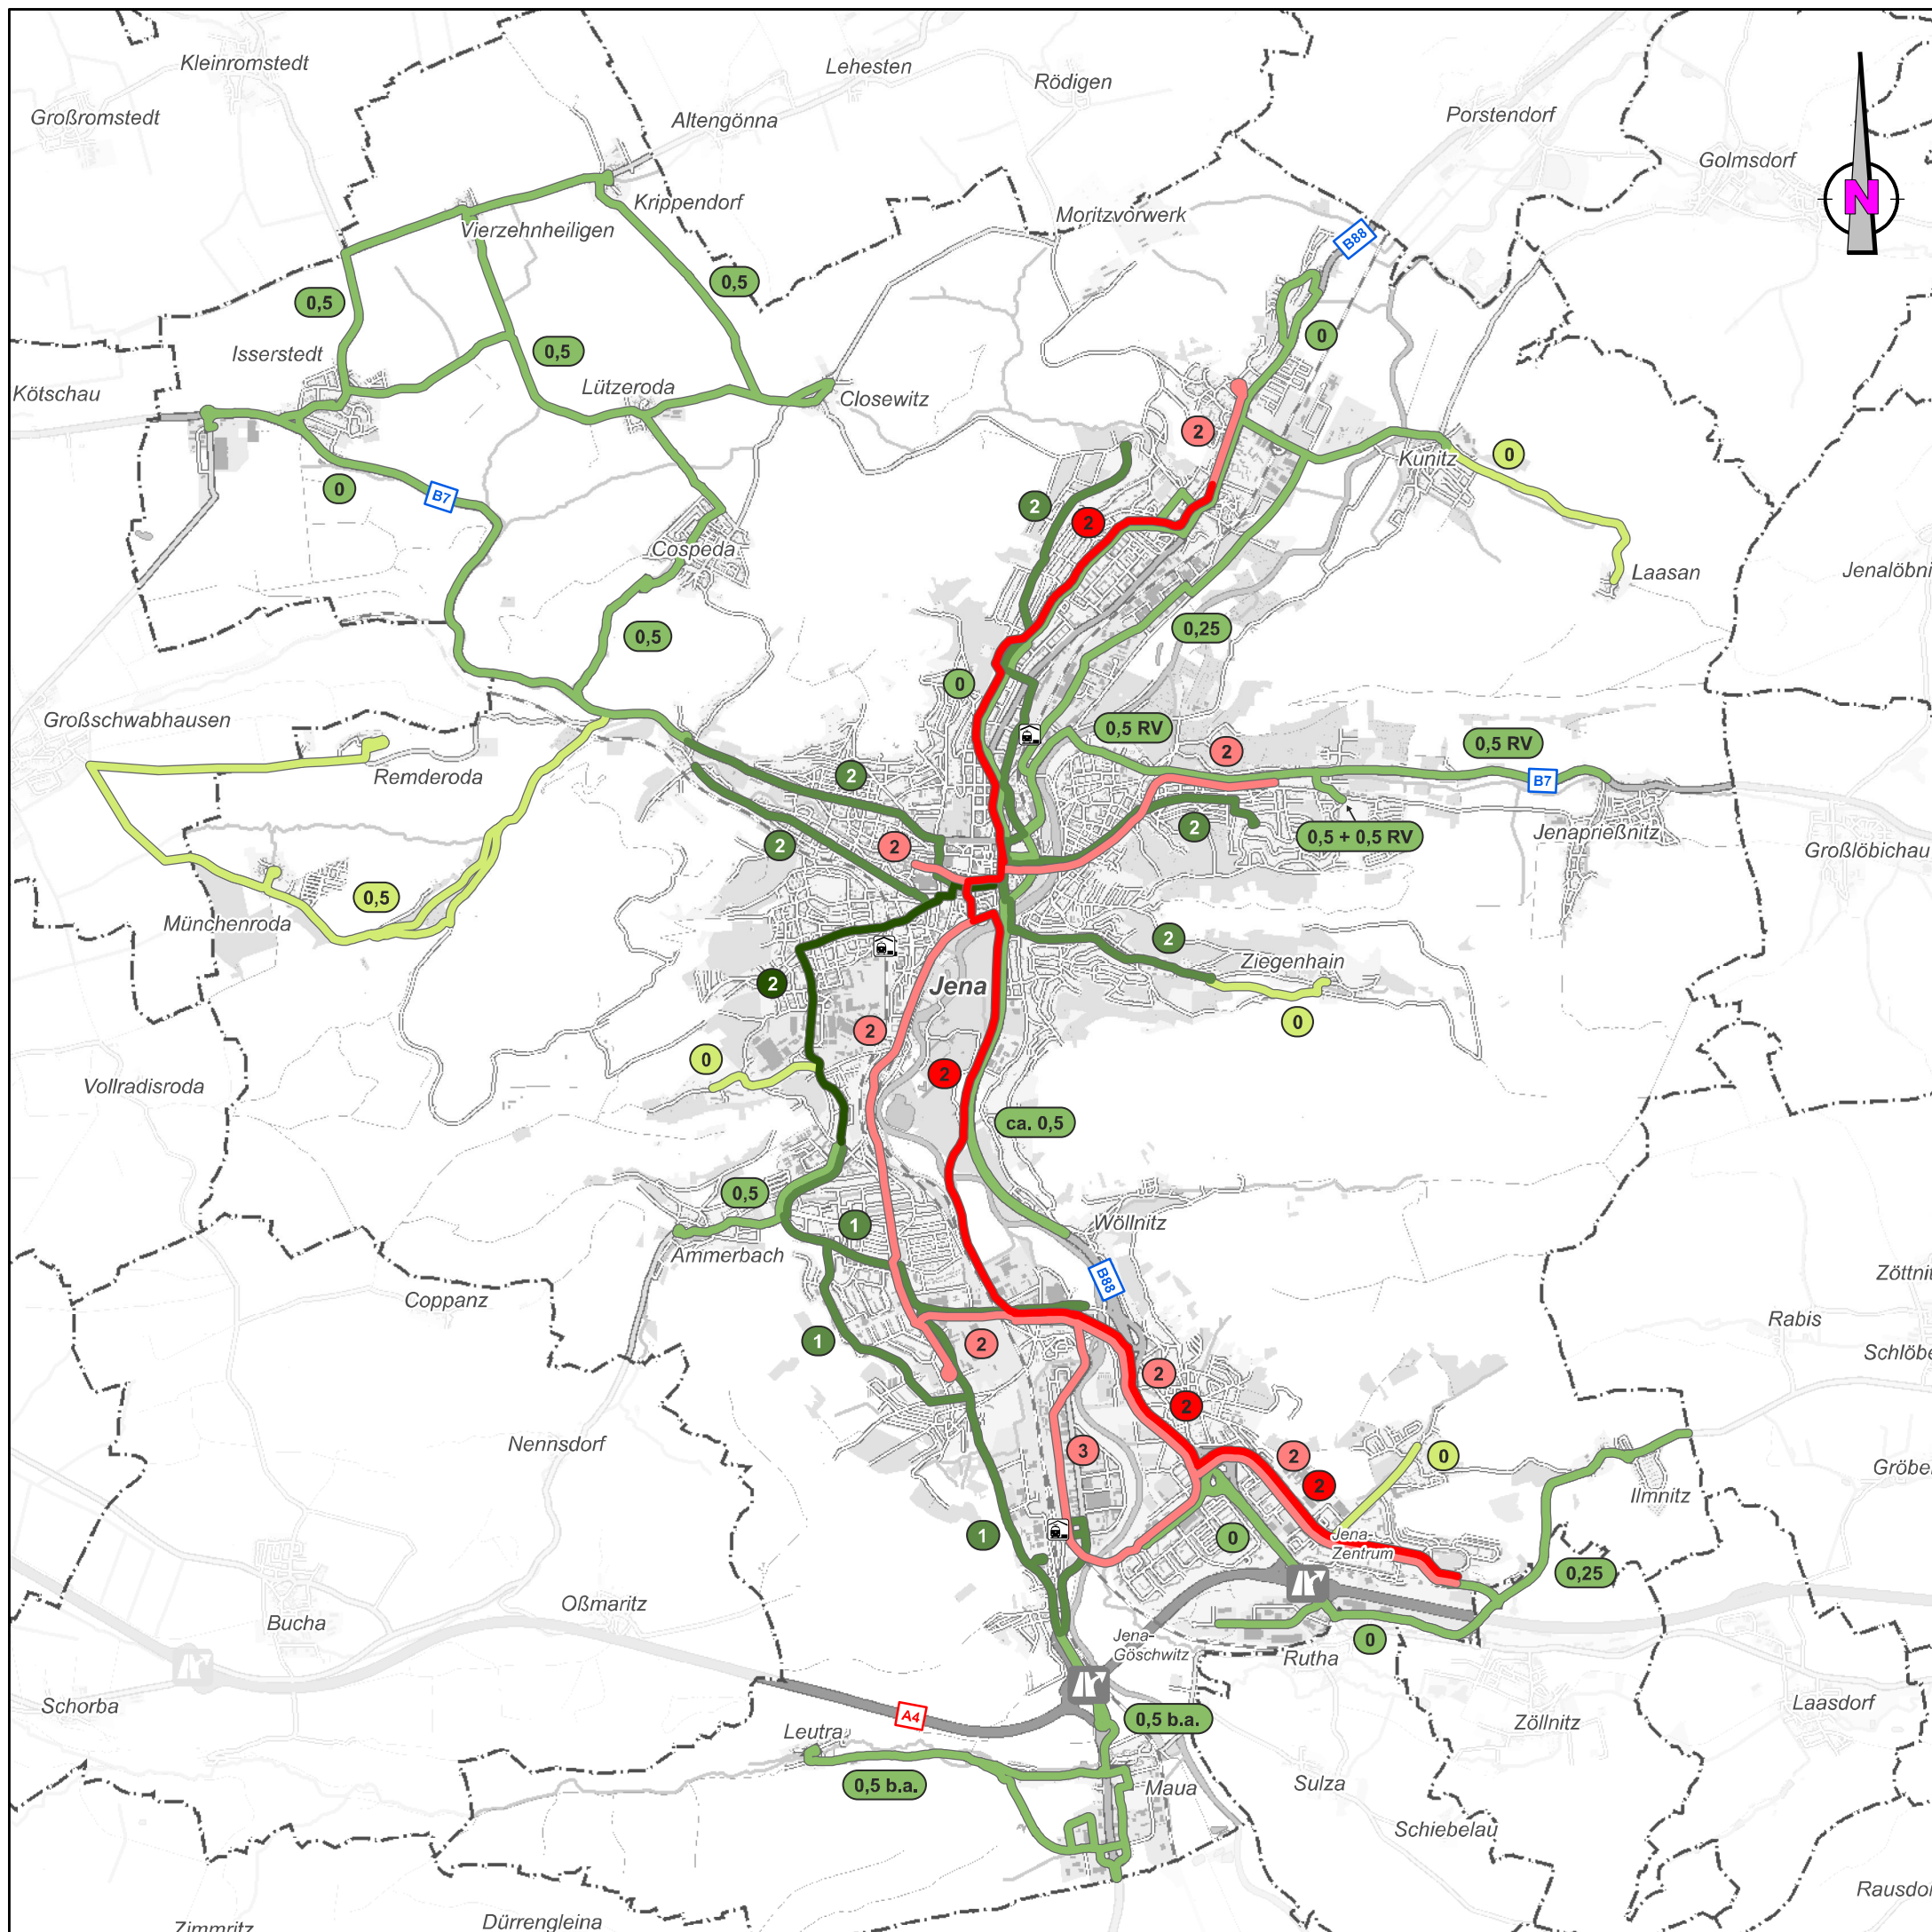 Kleinromstedt
Lehesten
Rödigen
Großromstedt
Altengönna
Porstendorf
Golmsdorf
N
Krippendorf
Moritzvorwerk
Vierzehnheiligen
B88
0,5
0,5
0
Isserstedt
0,5
Kötschau
Lützeroda
Closewitz
2
Kunitz
0
0
B7
2
2
Cospeda
Laasan
0,25
0,5
0
Großschwabhausen
0,5 RV
0,5 RV
2
Remderoda
2
B7
2
2
2
0,5 + 0,5 RV
Jenaprießnitz
Großlöbichau
0,5
Münchenroda
2
Ziegenhain
2
Jena
0
2
0
2
Vollradisroda
ca. 0,5
0,5
1
Wöllnitz
Ammerbach
B88
Coppanz
Rabis
1
2
2
2
Nennsdorf
3
2
0
2
Ilmnitz
1
0
Jena-
Zentrum
0,25
Oßmaritz
Bucha
Jena-
Göschwitz
0
Rutha
Schorba
A4
0,5 b.a.
Leutra
Laasdorf
Zöllnitz
0,5 b.a.
Maua
Sulza
Schiebelau
Dürrengleina